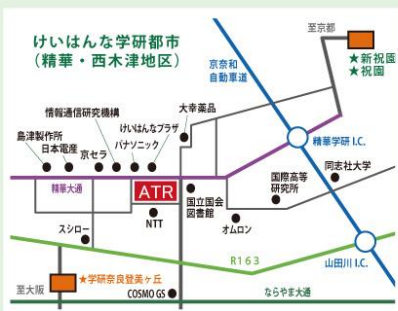 けいはんな学研都市
(精華・西木津地区)
至京都
★新祝園
★祝園
京奈和
自動車道
情報通信研究機構
大幸薬品
島津製作所
けいはんなプラザ
日本電産
パナソニック
京セラ
精華学研 I.C.
同志社大学
国際高等
研究所
精華大通
ATR
国立国会
図書館
NTT
オムロン
スシロー
R163
山田川 I.C.
★学研奈良登美ヶ丘
至大阪
COSMO GS
ならやま大通